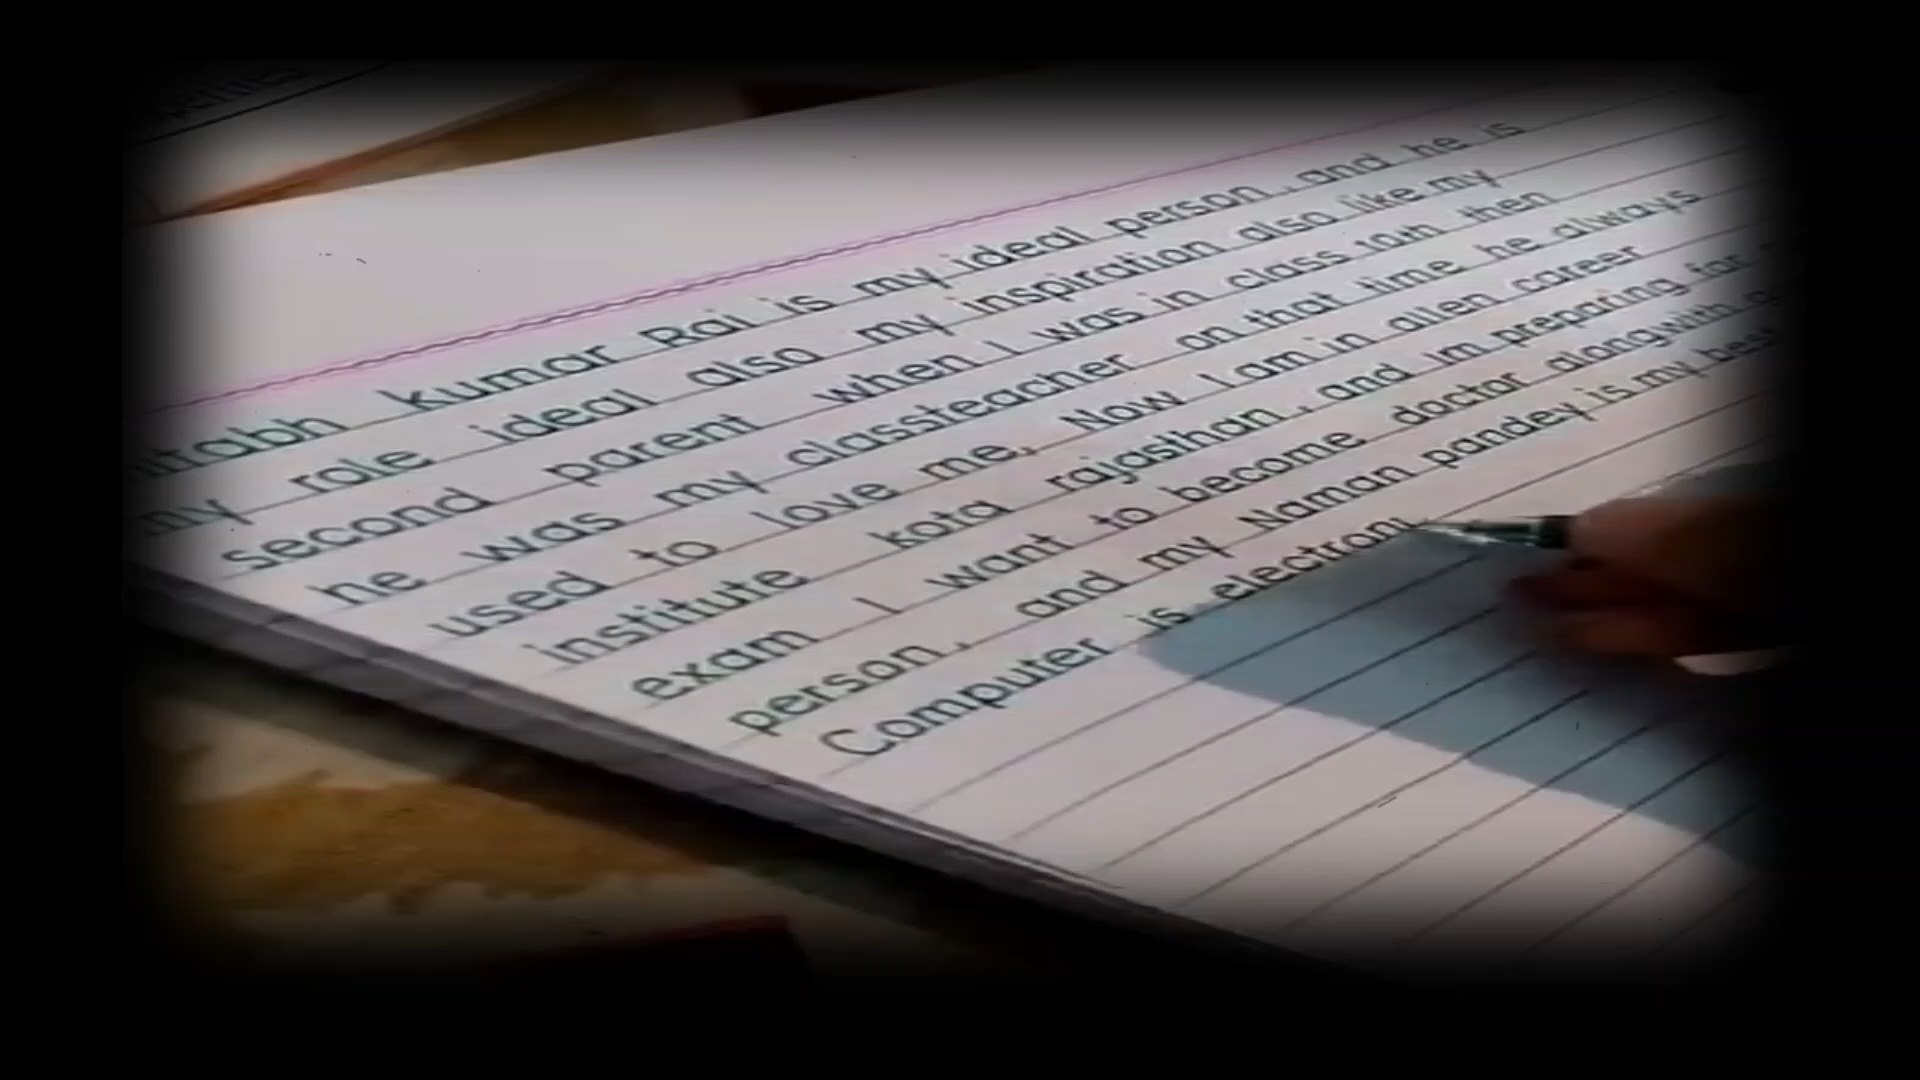 kumar Rai is my ideal person, and he is
my role ideal also my inspiration also like my
second parent when I was in class 10th then
he was my classteacher on that time he always
used to love me, Now I am in allen career
institute kota rajasthan, and im preparing for
exam I want to become doctor alongwith a
person, and my Naman pandey is my best
Computer is electroni